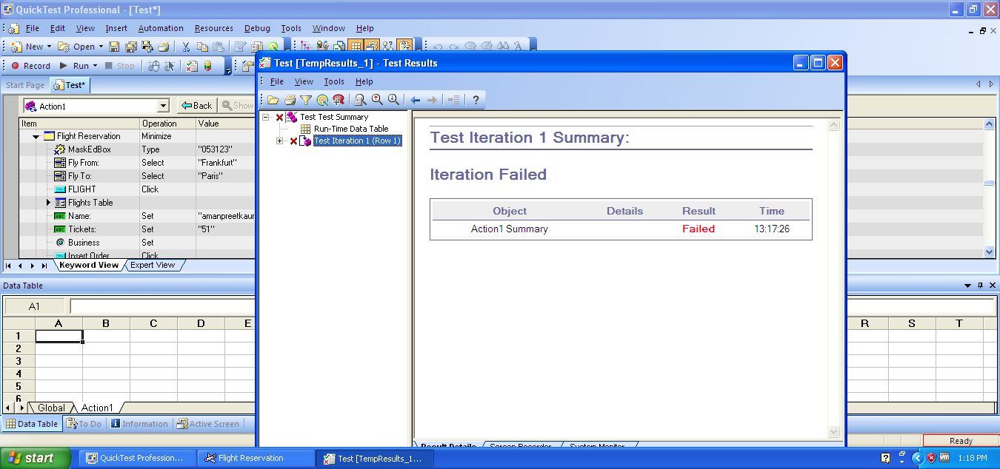 QuickTest Professional - [Test*]
File Edit View Insert Automation Resources Debug Tools Window Help
New Open
Record Run Stop
Start Page Test*
Action1 Back Show
Item Operation Value
Flight Reservation Minimize
MaskEdBox Type "053123"
Fly From: Select "Frankfurt"
Fly To: Select "Paris"
FLIGHT Click
Flights Table
Name: Set "amanpreetkaur
Tickets: Set "51"
Business Set
Insert Order Click
Keyword View Expert View
Data Table
A1
A B C D E R S T
1
2
3
4
5
6
Global Action1
Data Table To Do Information Active Screen
Ready
Test [TempResults_1] - Test Results
File View Tools Help
Test Test Summary
Run-Time Data Table
Test Iteration 1 (Row 1)
Test Iteration 1 Summary:
Iteration Failed
Object Details Result Time
Action1 Summary Failed 13:17:26
Result Details Screen Recorder System Monitor
start QuickTest Profession... Flight Reservation Test [TempResults_1... 1:18 PM